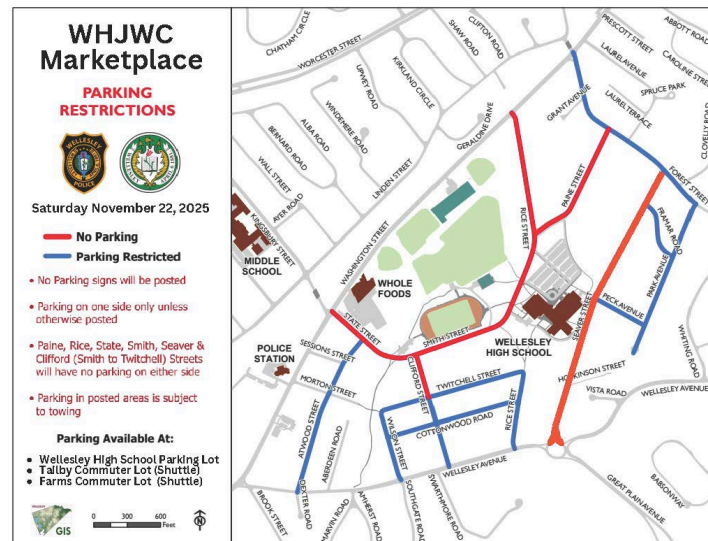 WHJWC
Marketplace
PARKING
RESTRICTIONS
WELLESLEY
POLICE
Saturday November 22, 2025
No Parking
Parking Restricted
• No Parking signs will be posted
• Parking on one side only unless
otherwise posted
• Paine, Rice, State, Smith, Seaver &
Clifford (Smith to Twitchell) Streets
will have no parking on either side
• Parking in posted areas is subject
to towing
Parking Available At:
• Wellesley High School Parking Lot
• Tailby Commuter Lot (Shuttle)
• Farms Commuter Lot (Shuttle)
GIS
0 300 600
Feet
N
CHATHAM CIRCLE
WORCESTER STREET
SHAW ROAD
CLIFTON ROAD
KIRKLAND CIRCLE
UPWEY ROAD
WINDEMERE ROAD
ALBA ROAD
BERNARD ROAD
WALL STREET
AYER ROAD
KINGSBURY STREET
LINDEN STREET
GERALDINE DRIVE
WASHINGTON STREET
PRESCOTT STREET
ABBOTT ROAD
LAUREL AVENUE
CAROLINE STREET
SPRUCE PARK
GRANT AVENUE
LAUREL TERRACE
CLOVELLY ROAD
FOREST STREET
PAINE STREET
RICE STREET
FRAMAR ROAD
PARK AVENUE
PECK AVENUE
SEAVER STREET
MIDDLE
SCHOOL
WHOLE
FOODS
STATE STREET
SMITH STREET
WELLESLEY
HIGH SCHOOL
POLICE
STATION
SESSIONS STREET
MORTON STREET
CLIFFORD STREET
TWITCHELL STREET
COTTONWOOD ROAD
RICE STREET
WILSON STREET
ATWOOD STREET
ABERDEEN ROAD
WELLESLEY AVENUE
VISTA ROAD
WELLESLEY AVENUE
WHITING ROAD
BROOK STREET
DEXTER ROAD
MARVIN ROAD
AMHERST ROAD
SOUTHGATE ROAD
SWARTHMORE ROAD
GREAT PLAIN AVENUE
BABSONWAY